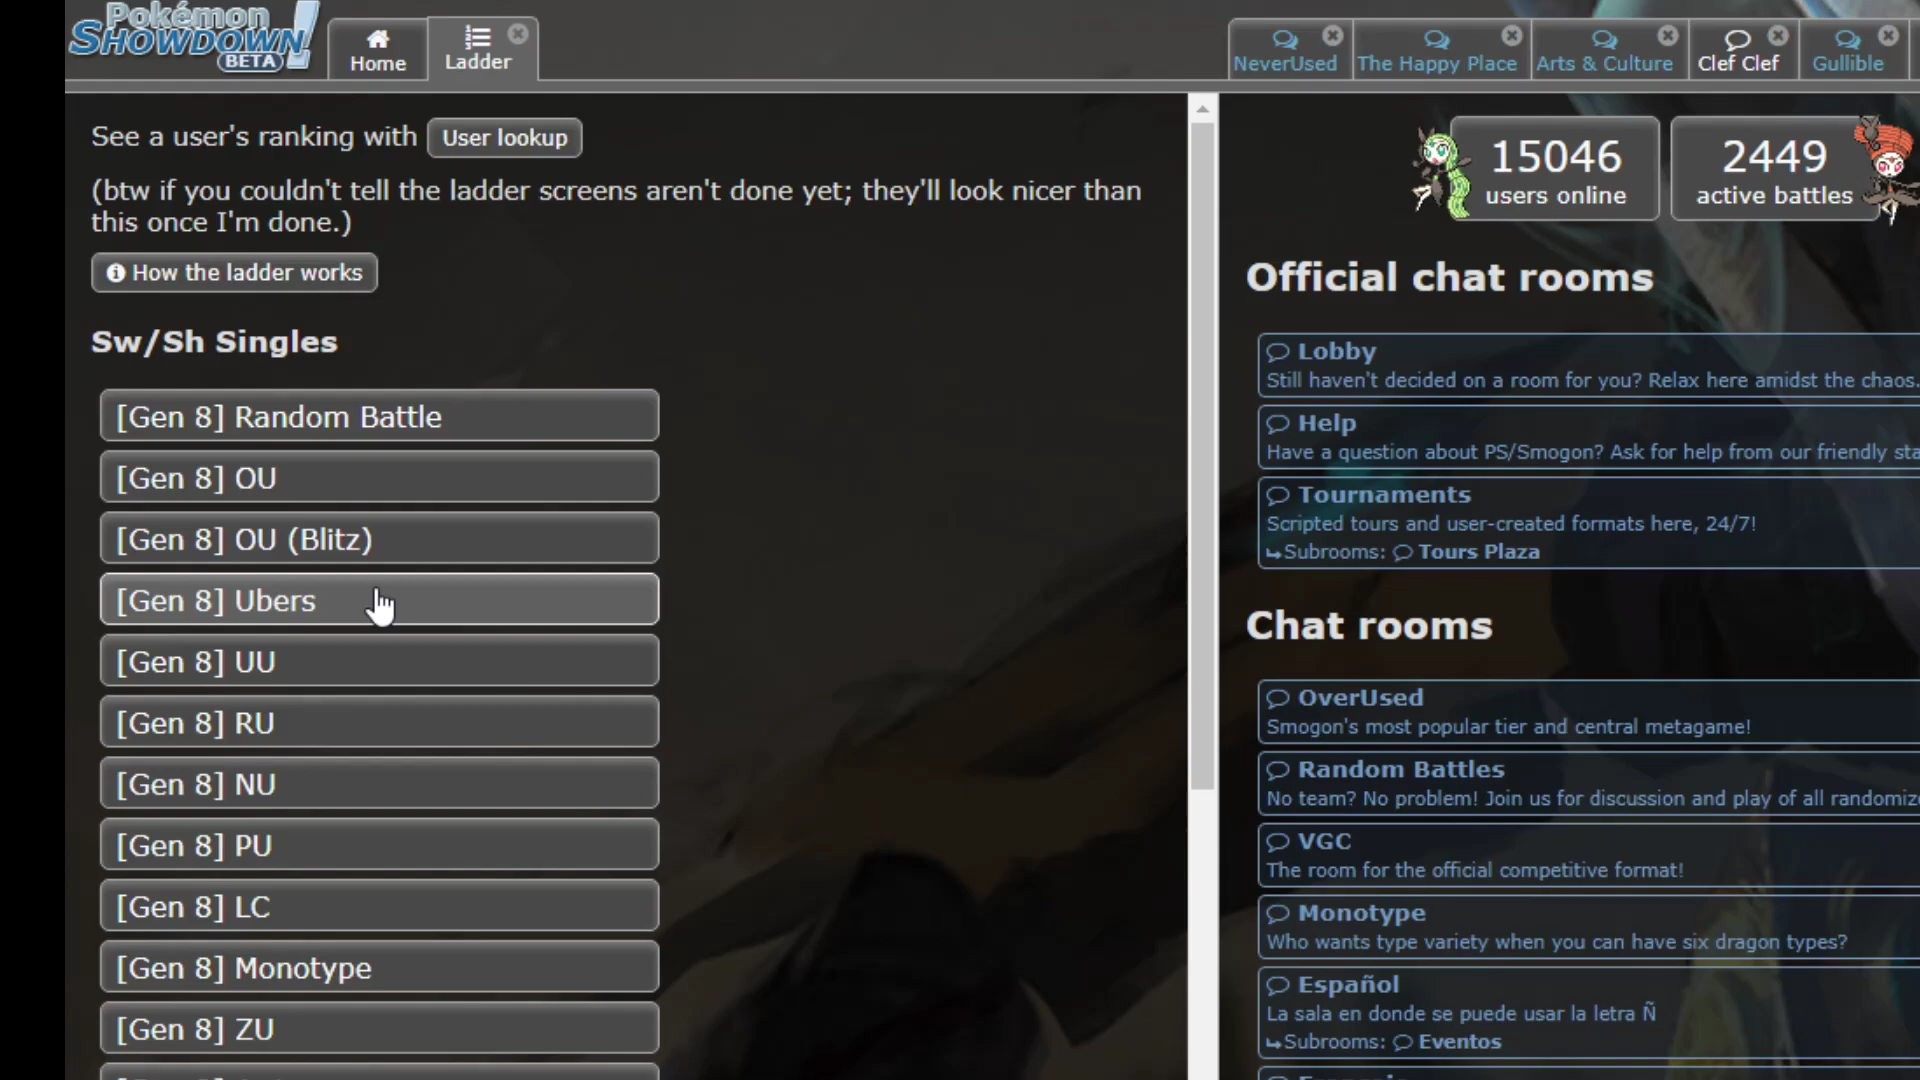 Pokémon
SHOWDOWN!
BETA
Home
Ladder
NeverUsed
The Happy Place
Arts & Culture
Clef Clef
Gullible
See a user's ranking with User lookup
(btw if you couldn't tell the ladder screens aren't done yet; they'll look nicer than
this once I'm done.)
How the ladder works
Sw/Sh Singles
[Gen 8] Random Battle
[Gen 8] OU
[Gen 8] OU (Blitz)
[Gen 8] Ubers
[Gen 8] UU
[Gen 8] RU
[Gen 8] NU
[Gen 8] PU
[Gen 8] LC
[Gen 8] Monotype
[Gen 8] ZU
15046
users online
2449
active battles
Official chat rooms
Lobby
Still haven't decided on a room for you? Relax here amidst the chaos.
Help
Have a question about PS/Smogon? Ask for help from our friendly sta
Tournaments
Scripted tours and user-created formats here, 24/7!
↳Subrooms: Tours Plaza
Chat rooms
OverUsed
Smogon's most popular tier and central metagame!
Random Battles
No team? No problem! Join us for discussion and play of all randomiz
VGC
The room for the official competitive format!
Monotype
Who wants type variety when you can have six dragon types?
Español
La sala en donde se puede usar la letra Ñ
↳Subrooms: Eventos